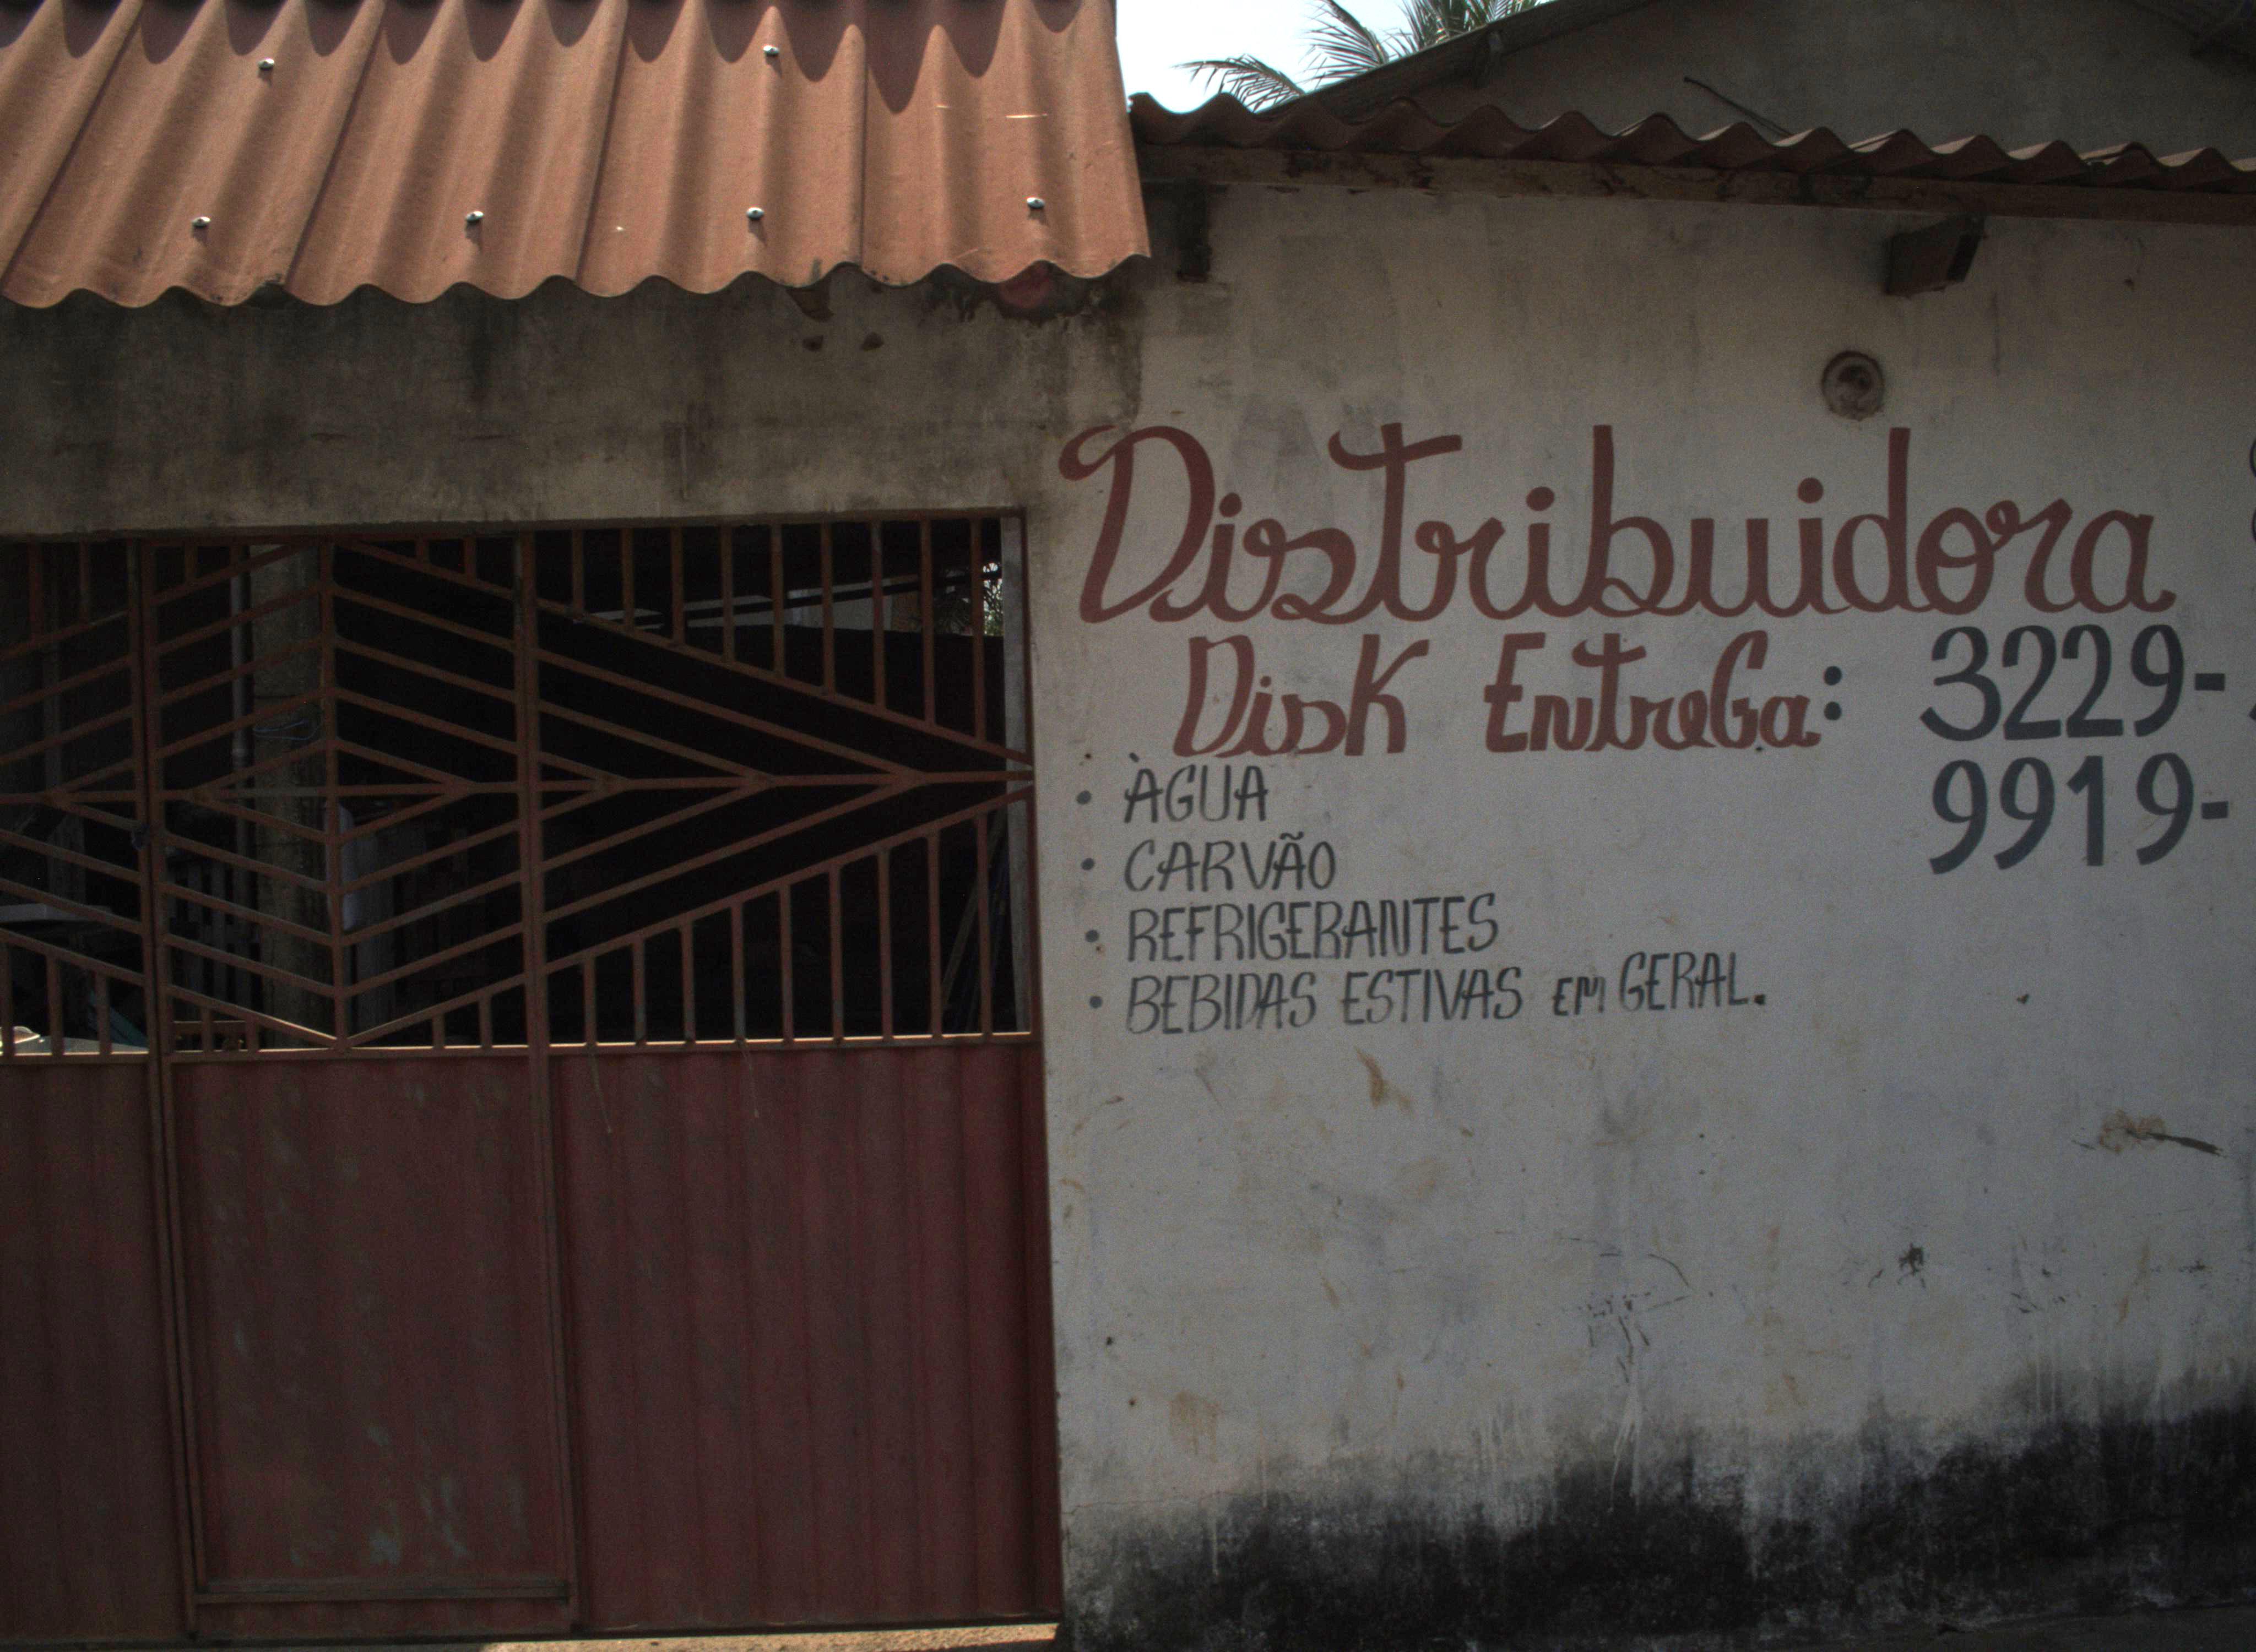 Distribuidora
Disk EntreGa: 3229-
9919-
• ÀGUA
• CARVÃO
• REFRIGERANTES
• BEBIDAS ESTIVAS EM GERAL.